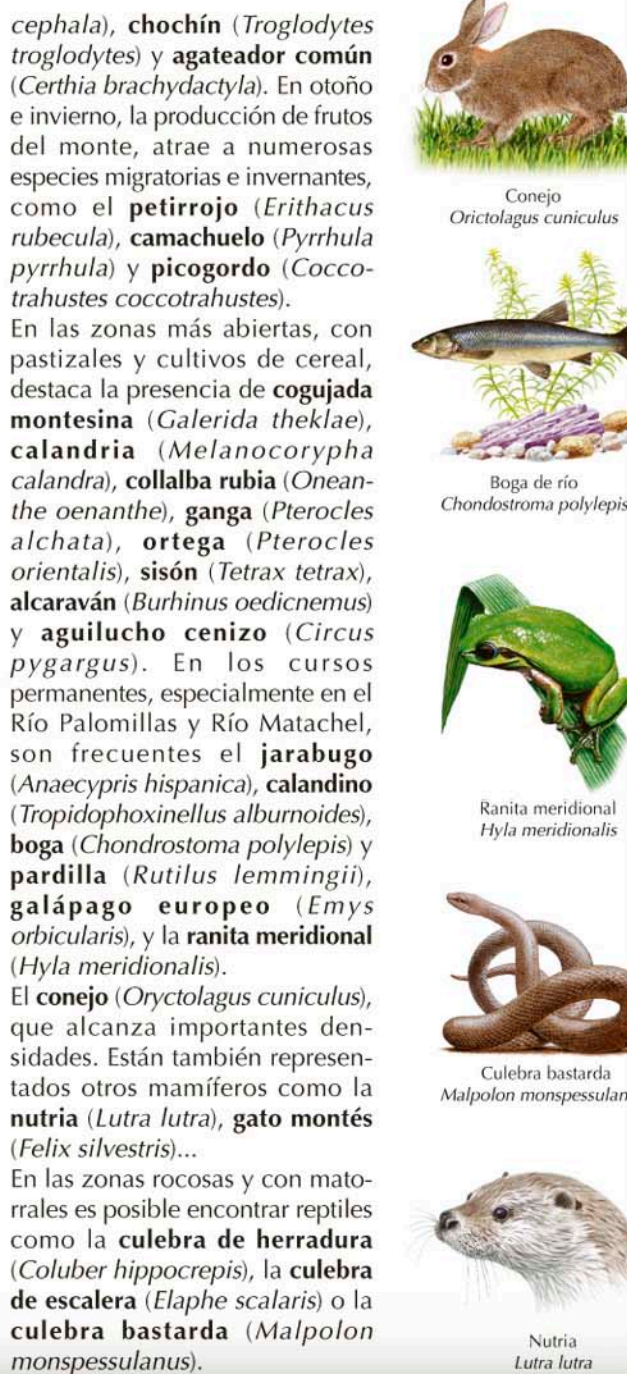 cephala), chochín (Troglodytes
troglodytes) y agateador común
(Certhia brachydactyla). En otoño
e invierno, la producción de frutos
del monte, atrae a numerosas
especies migratorias e invernantes,
como el petirrojo (Erithacus
rubecula), camachuelo (Pyrrhula
pyrrhula) y picogordo (Cocco-
trahustes coccotrahustes).
En las zonas más abiertas, con
pastizales y cultivos de cereal,
destaca la presencia de cogujada
montesina (Galerida theklae),
calandria (Melanocorypha
calandra), collalba rubia (Onean-
the oenanthe), ganga (Pterocles
alchata), ortega (Pterocles
orientalis), sisón (Tetrax tetrax),
alcaraván (Burhinus oedicnemus)
y aguilucho cenizo (Circus
pygargus). En los cursos
permanentes, especialmente en el
Río Palomillas y Río Matachel,
son frecuentes el jarabugo
(Anaecypris hispanica), calandino
(Tropidophoxinellus alburnoides),
boga (Chondrostoma polylepis) y
pardilla (Rutilus lemmingii),
galápago europeo (Emys
orbicularis), y la ranita meridional
(Hyla meridionalis).
El conejo (Oryctolagus cuniculus),
que alcanza importantes den-
sidades. Están también represen-
tados otros mamíferos como la
nutria (Lutra lutra), gato montés
(Felix silvestris)...
En las zonas rocosas y con mato-
rrales es posible encontrar reptiles
como la culebra de herradura
(Coluber hippocrepis), la culebra
de escalera (Elaphe scalaris) o la
culebra bastarda (Malpolon
monspessulanus).
Conejo
Orictolagus cuniculus
Boga de río
Chondostroma polylepis
Ranita meridional
Hyla meridionalis
Culebra bastarda
Malpolon monspessulan
Nutria
Lutra lutra